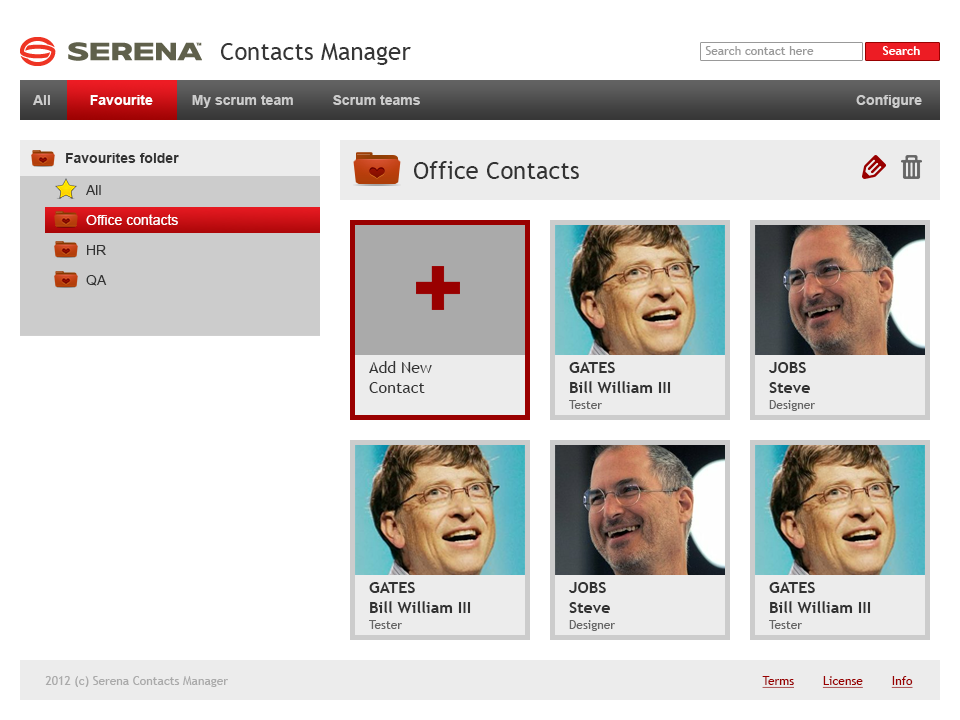 SERENA™ Contacts Manager
Search contact here
Search
All
Favourite
My scrum team
Scrum teams
Configure
Favourites folder
All
Office contacts
HR
QA
Office Contacts
Add New
Contact
GATES
Bill William III
Tester
JOBS
Steve
Designer
GATES
Bill William III
Tester
JOBS
Steve
Designer
GATES
Bill William III
Tester
2012 (c) Serena Contacts Manager
Terms
License
Info